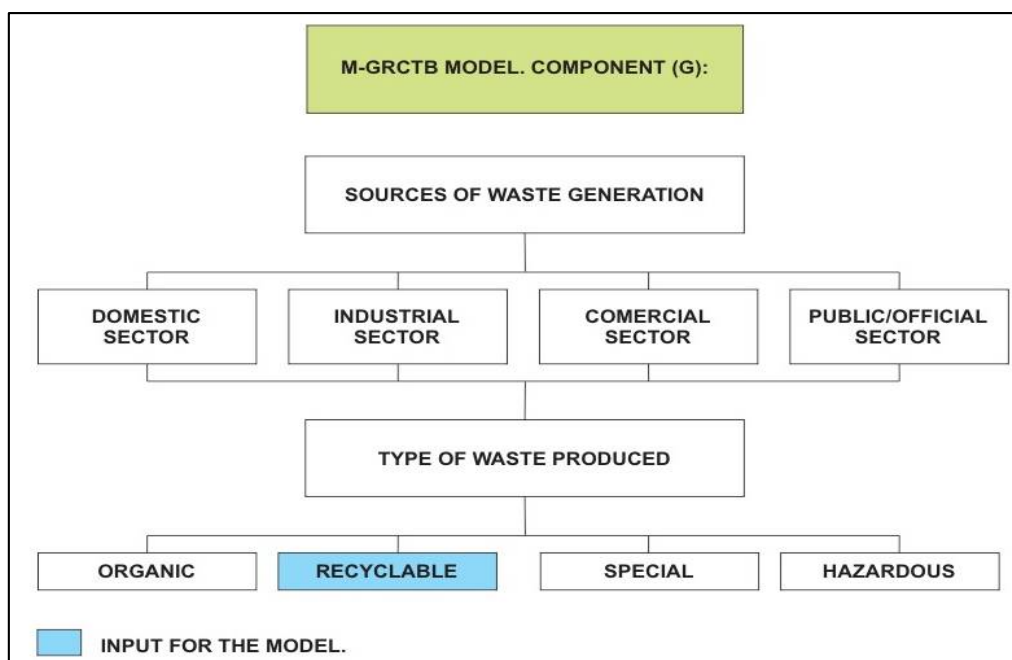 M-GRCTB MODEL. COMPONENT (G):
SOURCES OF WASTE GENERATION
DOMESTIC
SECTOR
INDUSTRIAL
SECTOR
COMERCIAL
SECTOR
PUBLIC/OFFICIAL
SECTOR
TYPE OF WASTE PRODUCED
ORGANIC
RECYCLABLE
SPECIAL
HAZARDOUS
INPUT FOR THE MODEL.